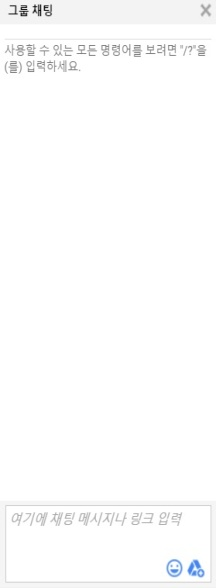 그룹 채팅
사용할 수 있는 모든 명령어를 보려면 "/?"을
(를) 입력하세요.
여기에 채팅 메시지나 링크 입력